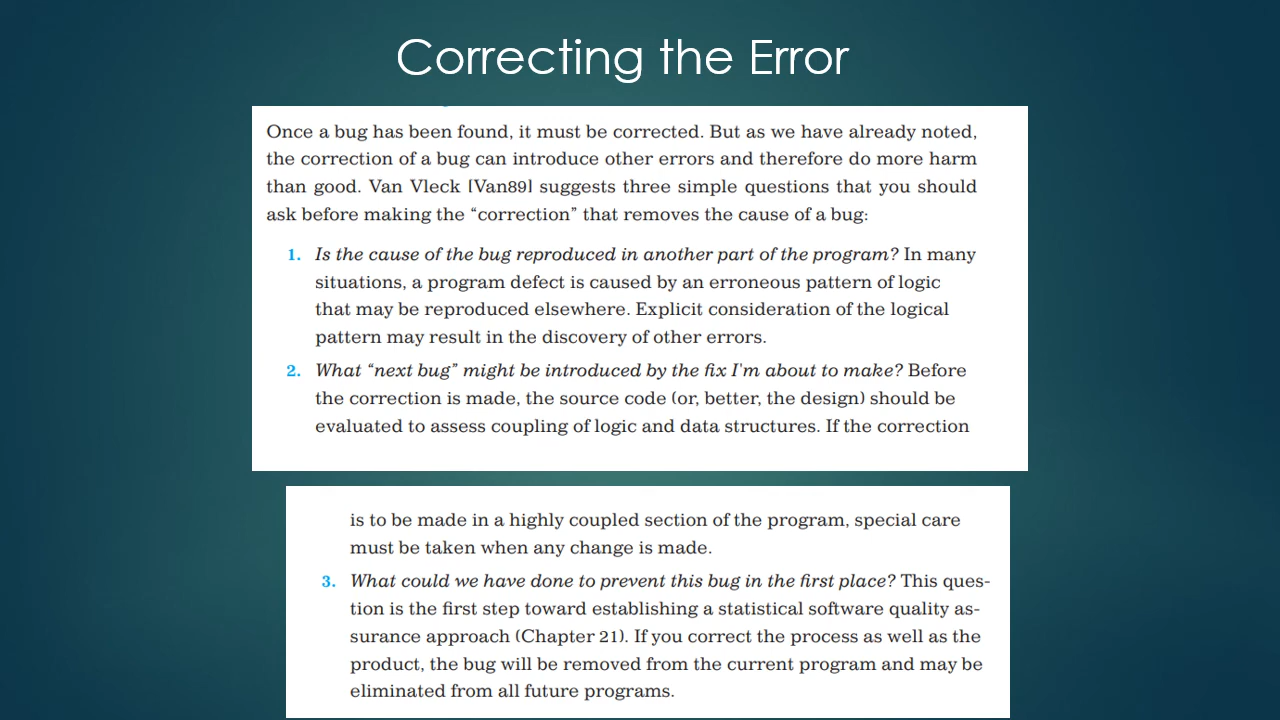 Correcting the Error
Once a bug has been found, it must be corrected. But as we have already noted,
the correction of a bug can introduce other errors and therefore do more harm
than good. Van Vleck [Van89] suggests three simple questions that you should
ask before making the “correction” that removes the cause of a bug:
1. Is the cause of the bug reproduced in another part of the program? In many
situations, a program defect is caused by an erroneous pattern of logic
that may be reproduced elsewhere. Explicit consideration of the logical
pattern may result in the discovery of other errors.
2. What “next bug” might be introduced by the fix I'm about to make? Before
the correction is made, the source code (or, better, the design) should be
evaluated to assess coupling of logic and data structures. If the correction
is to be made in a highly coupled section of the program, special care
must be taken when any change is made.
3. What could we have done to prevent this bug in the first place? This ques-
tion is the first step toward establishing a statistical software quality as-
surance approach (Chapter 21). If you correct the process as well as the
product, the bug will be removed from the current program and may be
eliminated from all future programs.